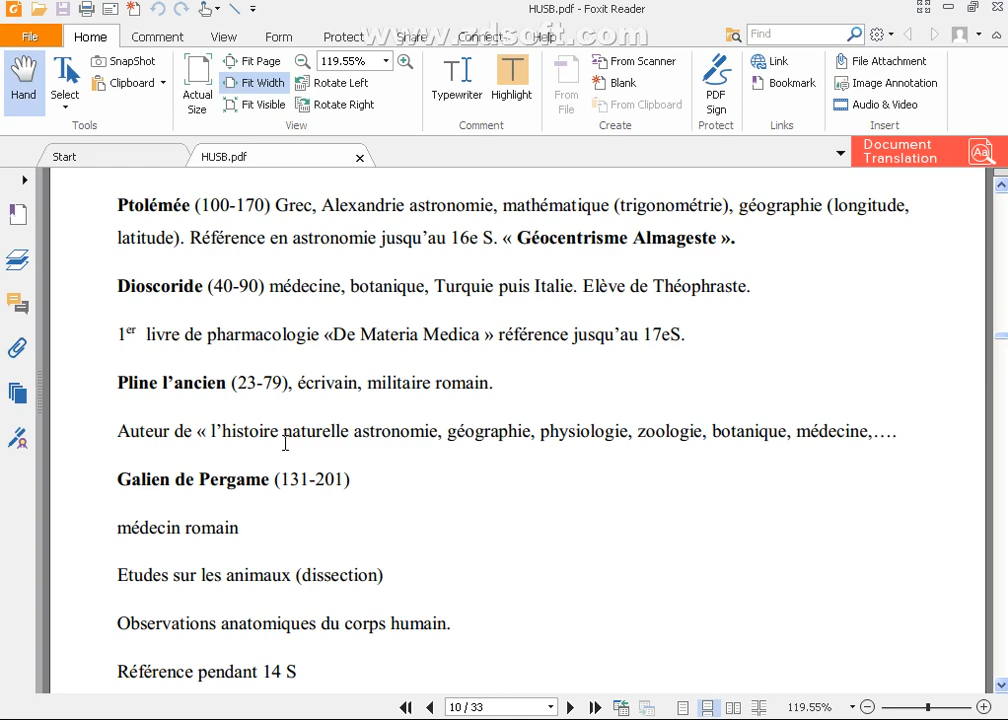 HUSB.pdf - Foxit Reader
File Home Comment View Form Protect Share Connect Help Find
www.zdsoft.com
Hand Select SnapShot Clipboard Actual Size Fit Page Fit Width Fit Visible 119.55% Rotate Left Rotate Right Typewriter Highlight From File From Scanner Blank From Clipboard PDF Sign Link Bookmark File Attachment Image Annotation Audio & Video
Tools View Comment Create Protect Links Insert
Start HUSB.pdf Document Translation
Ptolémée (100-170) Grec, Alexandrie astronomie, mathématique (trigonométrie), géographie (longitude,
latitude). Référence en astronomie jusqu’au 16e S. « Géocentrisme Almageste ».
Dioscoride (40-90) médecine, botanique, Turquie puis Italie. Elève de Théophraste.
1er livre de pharmacologie «De Materia Medica » référence jusqu’au 17eS.
Pline l’ancien (23-79), écrivain, militaire romain.
Auteur de « l’histoire naturelle astronomie, géographie, physiologie, zoologie, botanique, médecine,….
Galien de Pergame (131-201)
médecin romain
Etudes sur les animaux (dissection)
Observations anatomiques du corps humain.
Référence pendant 14 S
10 / 33 119.55%